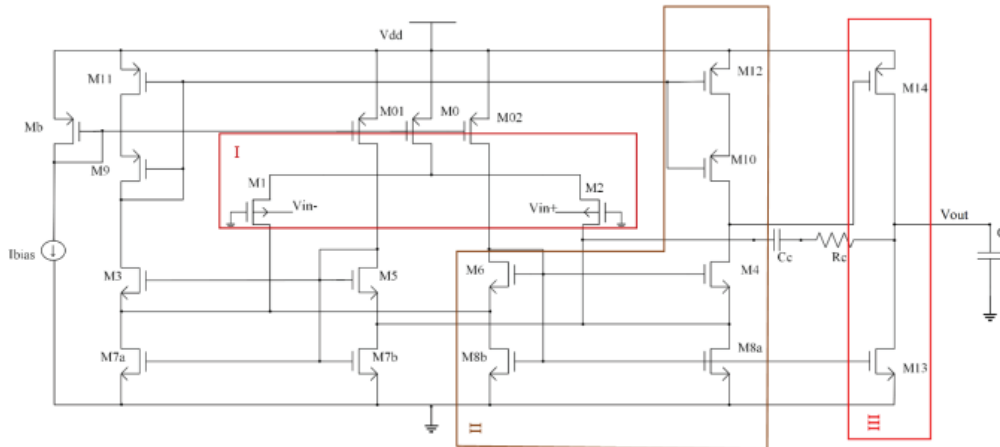 Vdd
M11
M12
M14
Mb
M01
M0
M02
M9
M10
I
M1
M2
Vin-
Vin+
Vout
Ibias
Cc
Rc
C
M3
M5
M6
M4
M7a
M7b
M8b
M8a
M13
II
III